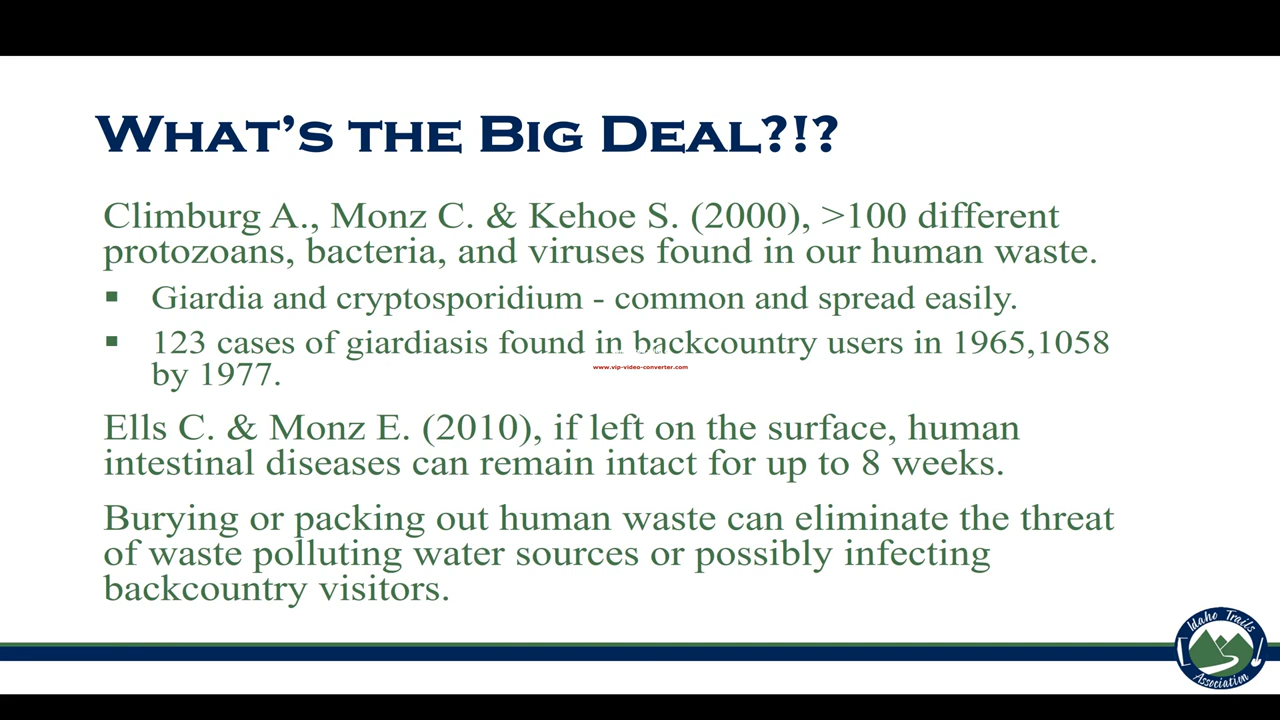 What's the Big Deal?!?
Climburg A., Monz C. & Kehoe S. (2000), >100 different
protozoans, bacteria, and viruses found in our human waste.
▪ Giardia and cryptosporidium - common and spread easily.
▪ 123 cases of giardiasis found in backcountry users in 1965,1058
by 1977.
www.vip-video-converter.com
Ells C. & Monz E. (2010), if left on the surface, human
intestinal diseases can remain intact for up to 8 weeks.
Burying or packing out human waste can eliminate the threat
of waste polluting water sources or possibly infecting
backcountry visitors.
Idaho Trails
Association